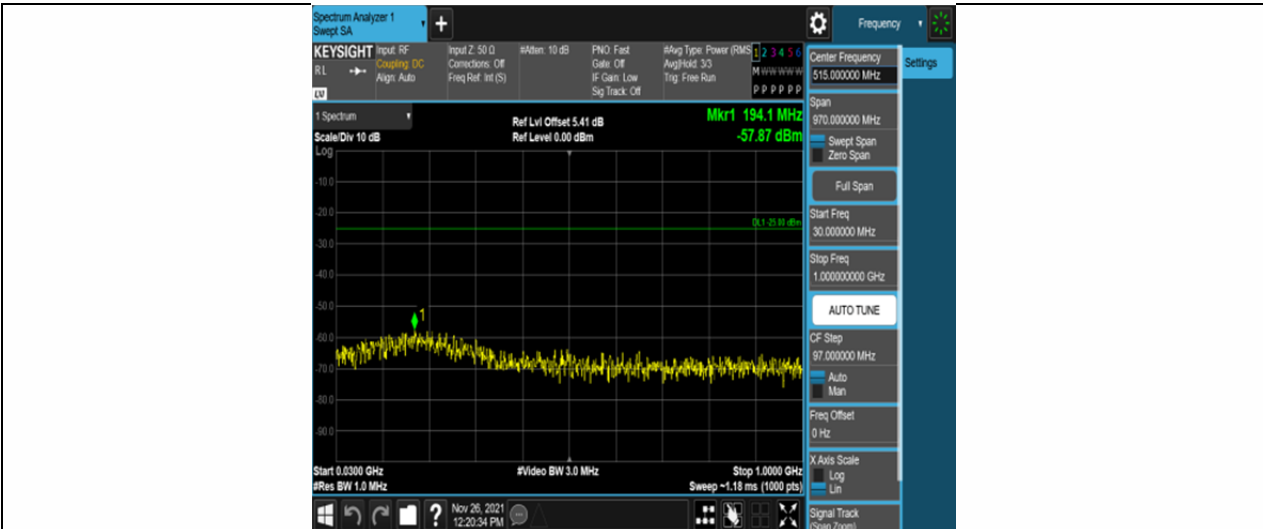 Spectrum Analyzer 1
Swept SA
Frequency
KEYSIGHT
Input: RF
Coupling: DC
Align: Auto
Input Z: 50 Ω
Corrections: Off
Freq Ref: Int (S)
#Atten: 10 dB
PNO: Fast
Gate: Off
IF Gain: Low
Sig Track: Off
#Avg Type: Power (RMS
Avg|Hold: 3/3
Trig: Free Run
1 2 3 4 5 6
M W W W W W
P P P P P P
R L
LV
1 Spectrum
Scale/Div 10 dB
Ref Lvl Offset 5.41 dB
Ref Level 0.00 dBm
Mkr1 194.1 MHz
-57.87 dBm
Log
-10.0
-20.0
DL1 -25.00 dBm
-30.0
-40.0
-50.0
1
-60.0
-70.0
-80.0
-90.0
Start 0.0300 GHz
#Res BW 1.0 MHz
#Video BW 3.0 MHz
Stop 1.0000 GHz
Sweep ~1.18 ms (1000 pts)
Nov 26, 2021
12:20:34 PM
Center Frequency
515.000000 MHz
Settings
Span
970.000000 MHz
Swept Span
Zero Span
Full Span
Start Freq
30.000000 MHz
Stop Freq
1.000000000 GHz
AUTO TUNE
CF Step
97.000000 MHz
Auto
Man
Freq Offset
0 Hz
X Axis Scale
Log
Lin
Signal Track
(Span Zoom)